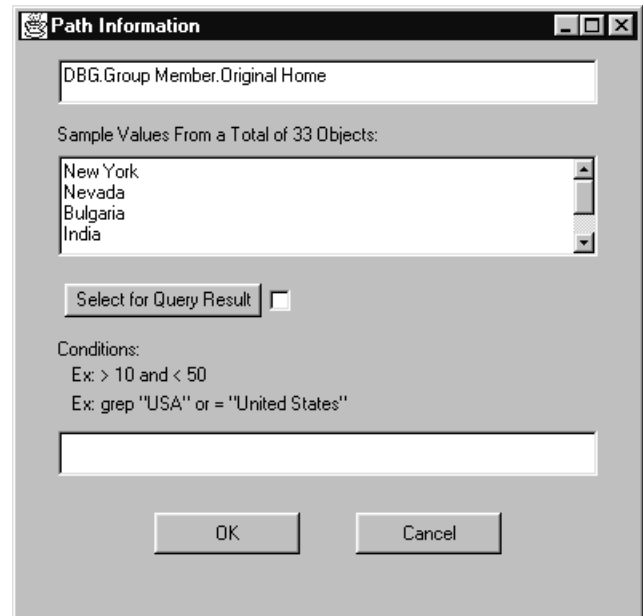 Path Information
DBG.Group Member.Original Home
Sample Values From a Total of 33 Objects:
New York
Nevada
Bulgaria
India
Select for Query Result
Conditions:
Ex: > 10 and < 50
Ex: grep "USA" or = "United States"
OK Cancel